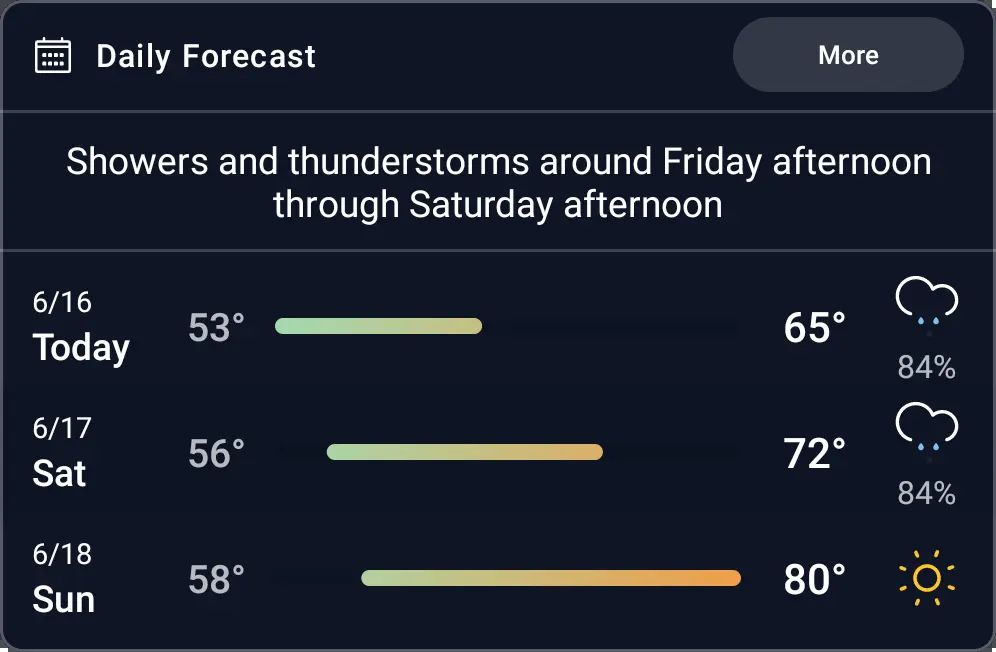 Daily Forecast
More
Showers and thunderstorms around Friday afternoon
through Saturday afternoon
6/16
Today
53°
65°
84%
6/17
Sat
56°
72°
84%
6/18
Sun
58°
80°